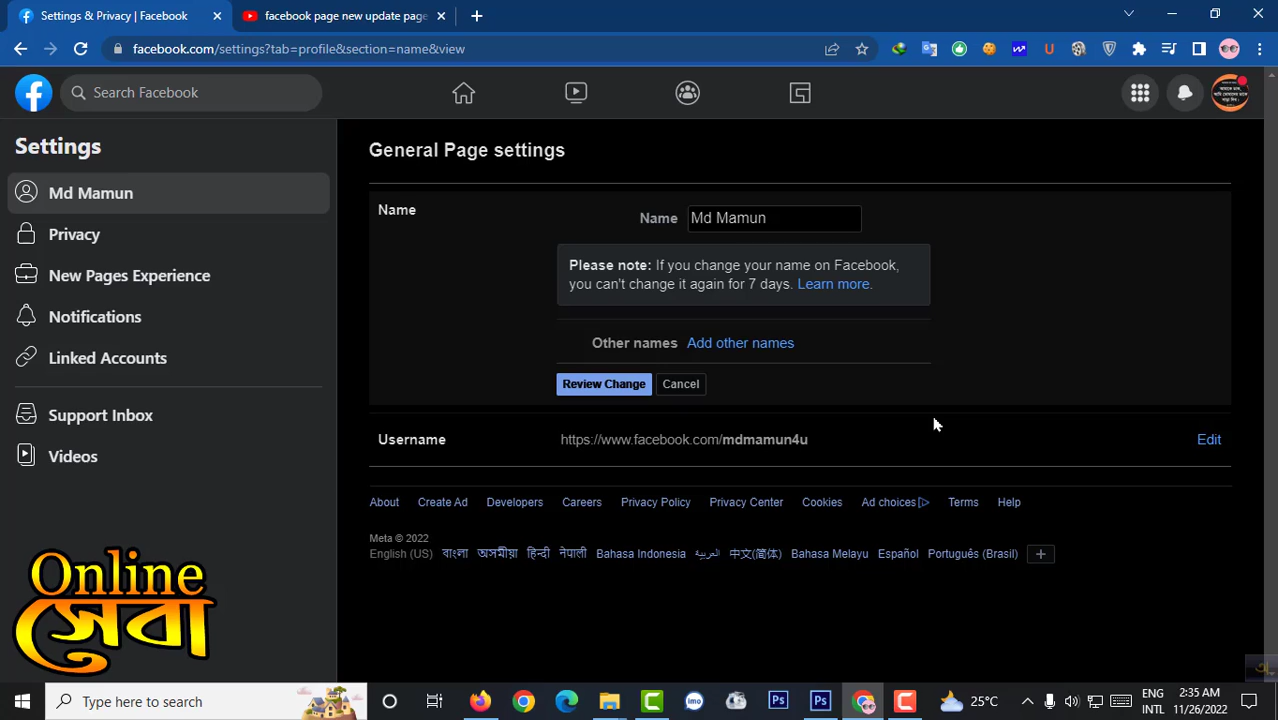 Settings & Privacy | Facebook
facebook page new update page
facebook.com/settings?tab=profile&section=name&view
Search Facebook
Settings
Md Mamun
Privacy
New Pages Experience
Notifications
Linked Accounts
Support Inbox
Videos
General Page settings
Name
Name Md Mamun
Please note: If you change your name on Facebook,
you can't change it again for 7 days. Learn more.
Other names Add other names
Review Change Cancel
Username https://www.facebook.com/mdmamun4u Edit
About Create Ad Developers Careers Privacy Policy Privacy Center Cookies Ad choices Terms Help
Meta © 2022
English (US) বাংলা অসমীয়া हिन्दी नेपाली Bahasa Indonesia العربية 中文(简体) Bahasa Melayu Español Português (Brasil)
Online
সেবা
Type here to search
imo
Ps
Ps
25°C
ENG
INTL
2:35 AM
11/26/2022